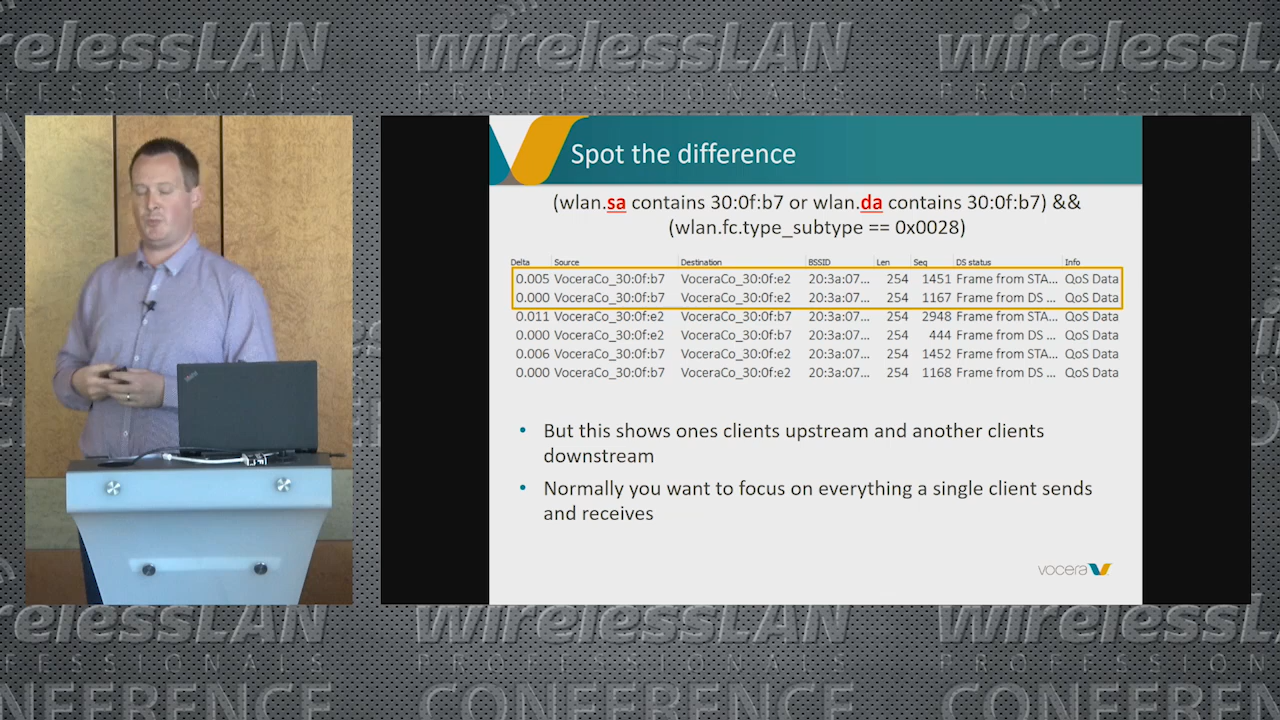 wirelessLAN
PROFESSIONALS
Spot the difference
(wlan.sa contains 30:0f:b7 or wlan.da contains 30:0f:b7) &&
(wlan.fc.type_subtype == 0x0028)
Delta Source Destination BSSID Len Seq DS status Info
0.005 VoceraCo_30:0f:b7 VoceraCo_30:0f:e2 20:3a:07... 254 1451 Frame from STA... QoS Data
0.000 VoceraCo_30:0f:b7 VoceraCo_30:0f:e2 20:3a:07... 254 1167 Frame from DS ... QoS Data
0.011 VoceraCo_30:0f:e2 VoceraCo_30:0f:b7 20:3a:07... 254 2948 Frame from STA... QoS Data
0.000 VoceraCo_30:0f:e2 VoceraCo_30:0f:b7 20:3a:07... 254 444 Frame from DS ... QoS Data
0.006 VoceraCo_30:0f:b7 VoceraCo_30:0f:e2 20:3a:07... 254 1452 Frame from STA... QoS Data
0.000 VoceraCo_30:0f:b7 VoceraCo_30:0f:e2 20:3a:07... 254 1168 Frame from DS ... QoS Data
• But this shows ones clients upstream and another clients
downstream
• Normally you want to focus on everything a single client sends
and receives
vocera
wirelessLAN
PROFESSIONALS
CONFERENCE